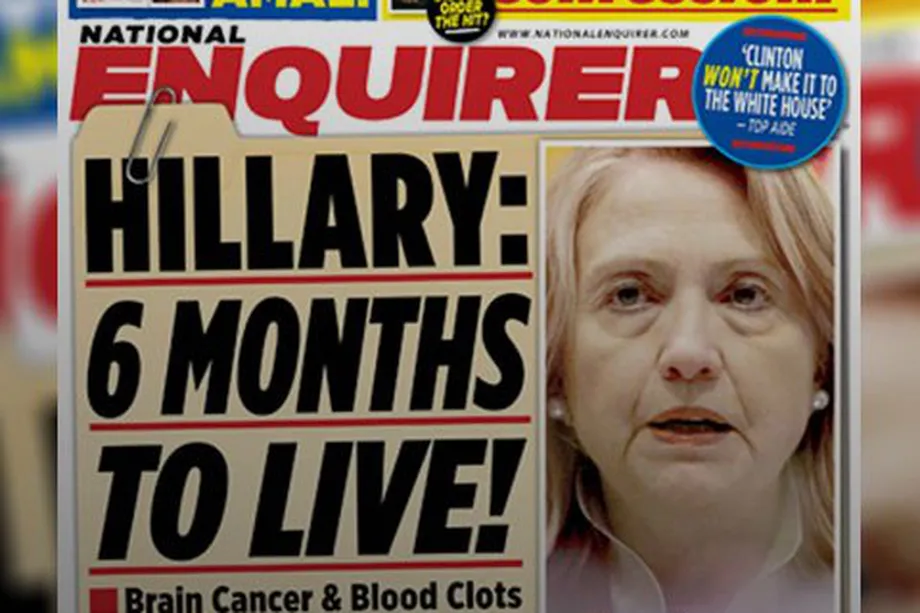 AMAL!
ORDER
THE HIT?
NATIONAL
WWW.NATIONALENQUIRER.COM
ENQUIRER
'CLINTON
WON'T MAKE IT TO
THE WHITE HOUSE'
– TOP AIDE
HILLARY:
6 MONTHS
TO LIVE!
Brain Cancer & Blood Clots